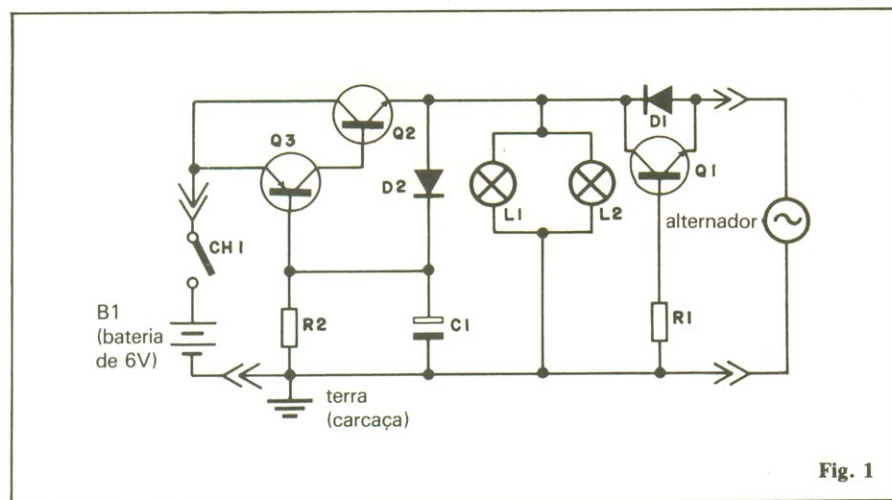 Q2
D1
Q3
Q1
D2
L1
L2
alternador
CH1
B1
(bateria
de 6V)
R2
C1
R1
terra
(carcaça)
Fig. 1